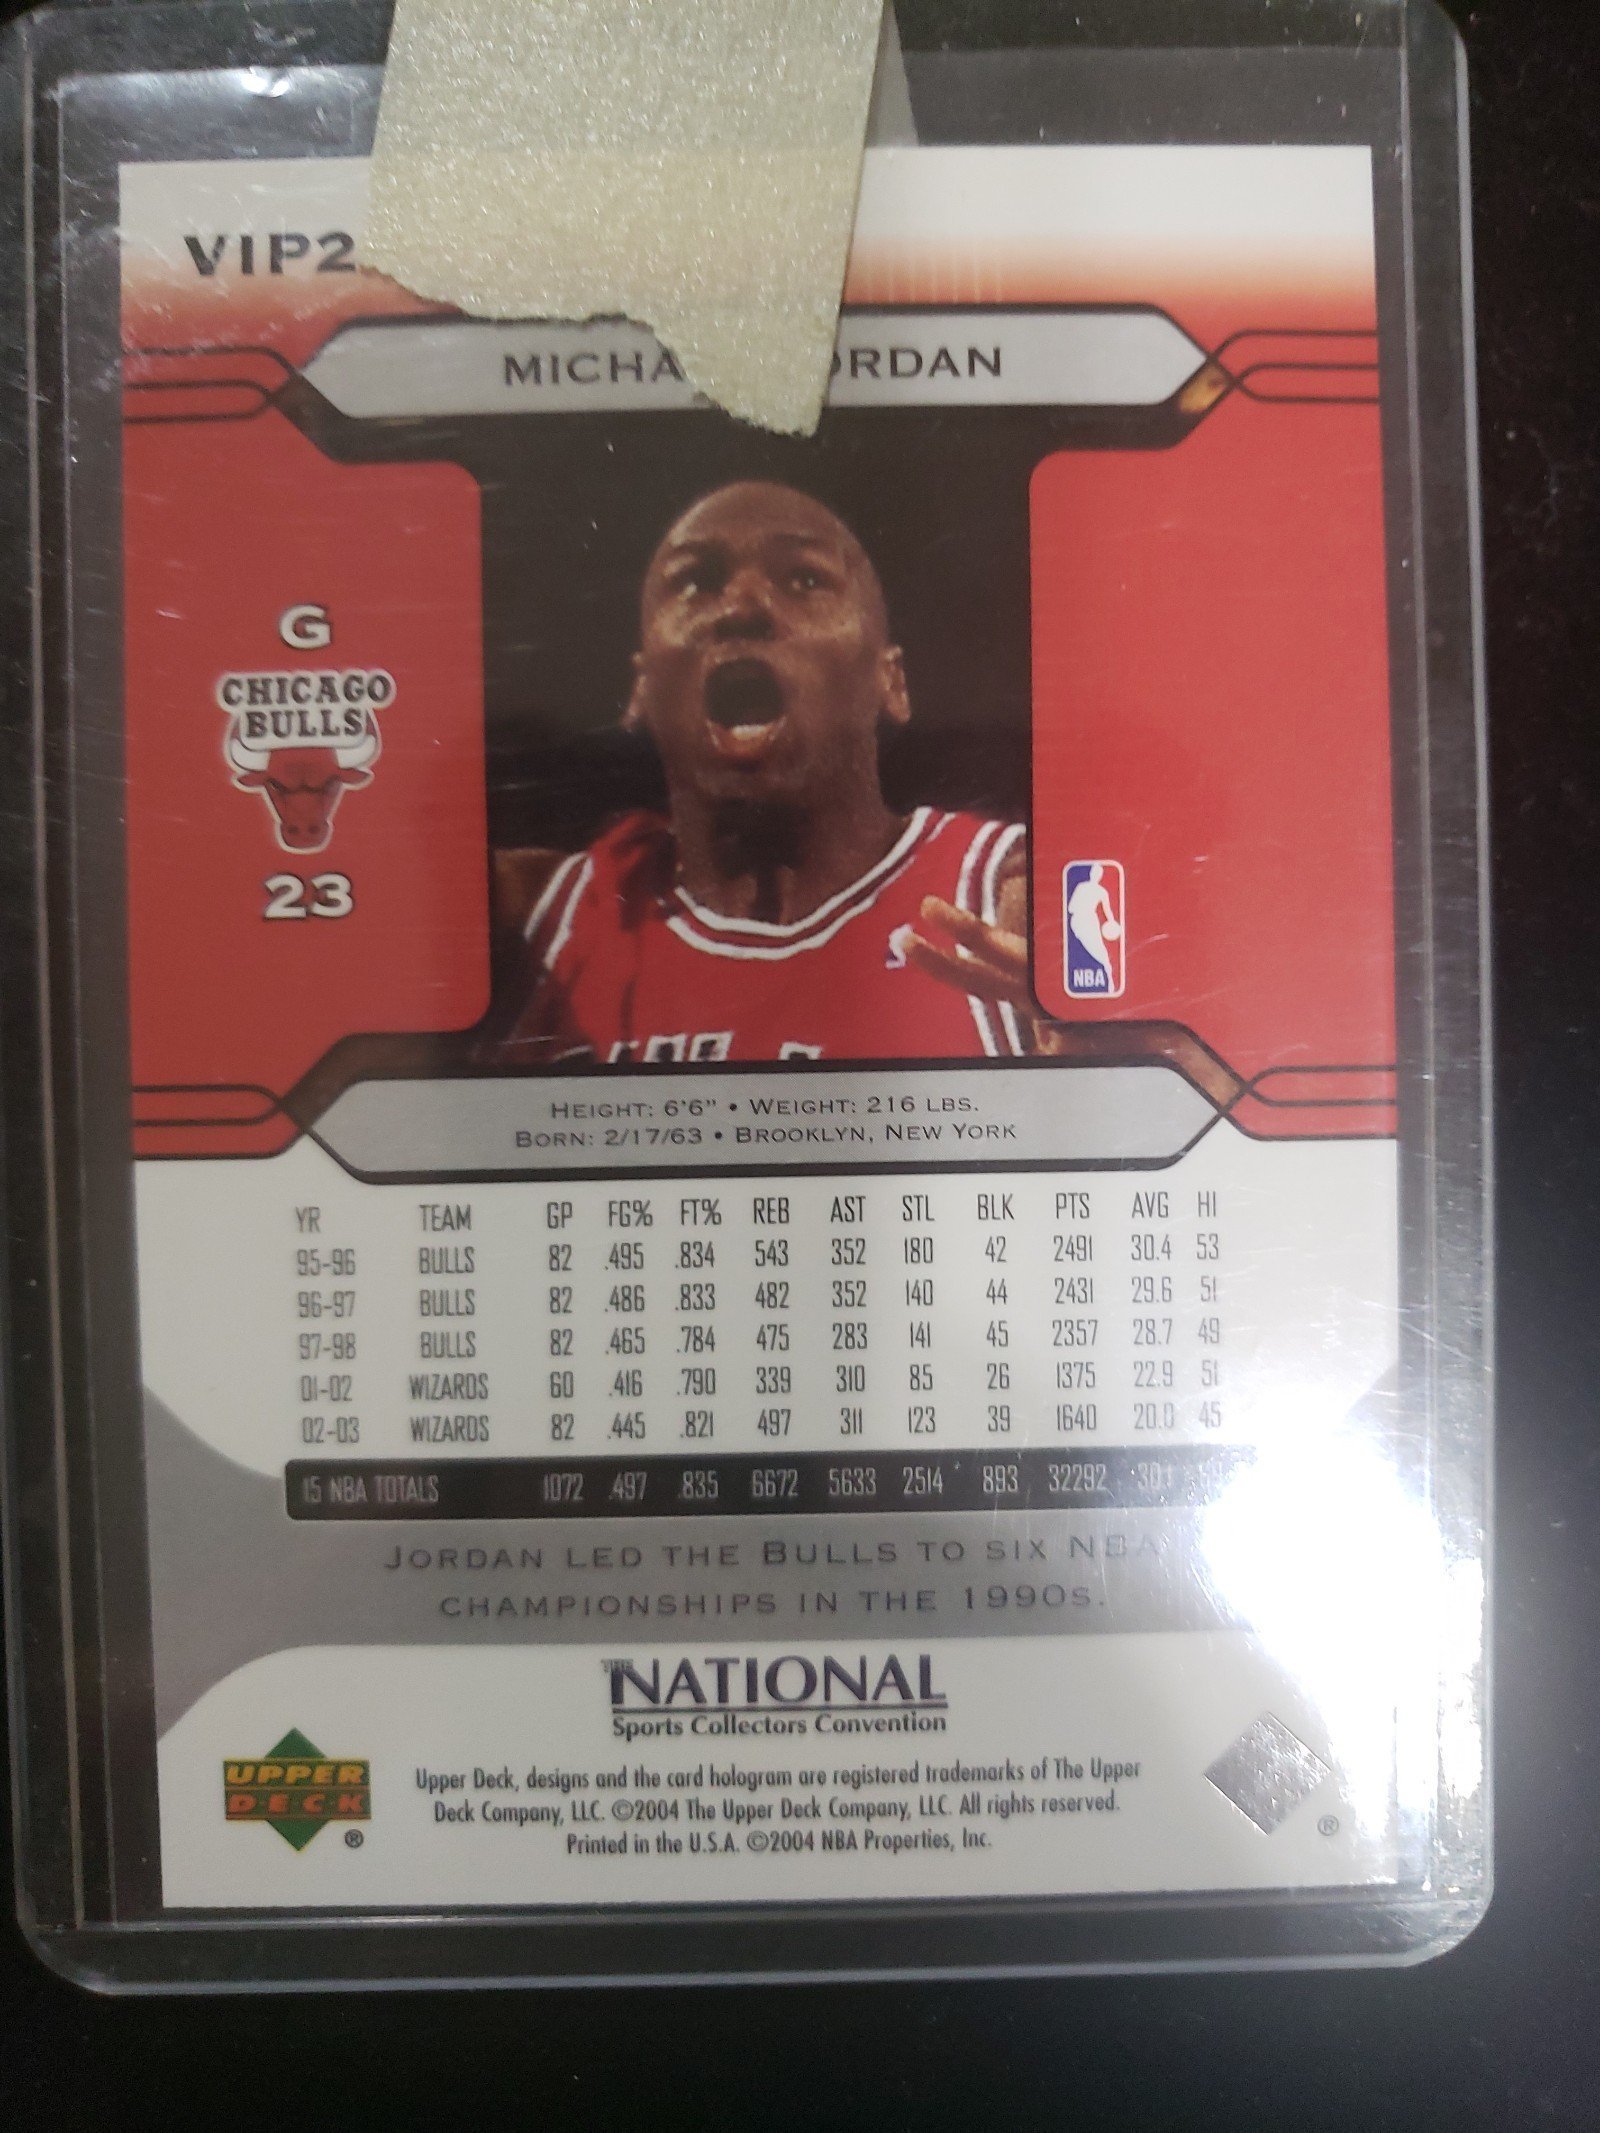 VIP2
MICHA ORDAN
G
CHICAGO
BULLS
23
NBA
HEIGHT: 6'6" • WEIGHT: 216 LBS.
BORN: 2/17/63 • BROOKLYN, NEW YORK
YR TEAM GP FG% FT% REB AST STL BLK PTS AVG HI
95-96 BULLS 82 .495 .834 543 352 180 42 2491 30.4 53
96-97 BULLS 82 .486 .833 482 352 140 44 2431 29.6 51
97-98 BULLS 82 .465 .784 475 283 141 45 2357 28.7 49
01-02 WIZARDS 60 .416 .790 339 310 85 26 1375 22.9 51
02-03 WIZARDS 82 .445 .821 497 311 123 39 1640 20.0 45
15 NBA TOTALS 1072 .497 .835 6672 5633 2514 893 32292 30.1
JORDAN LED THE BULLS TO SIX NBA
CHAMPIONSHIPS IN THE 1990S.
THE NATIONAL
Sports Collectors Convention
UPPER
DECK
®
Upper Deck, designs and the card hologram are registered trademarks of The Upper
Deck Company, LLC. ©2004 The Upper Deck Company, LLC. All rights reserved.
Printed in the U.S.A. ©2004 NBA Properties, Inc.
®